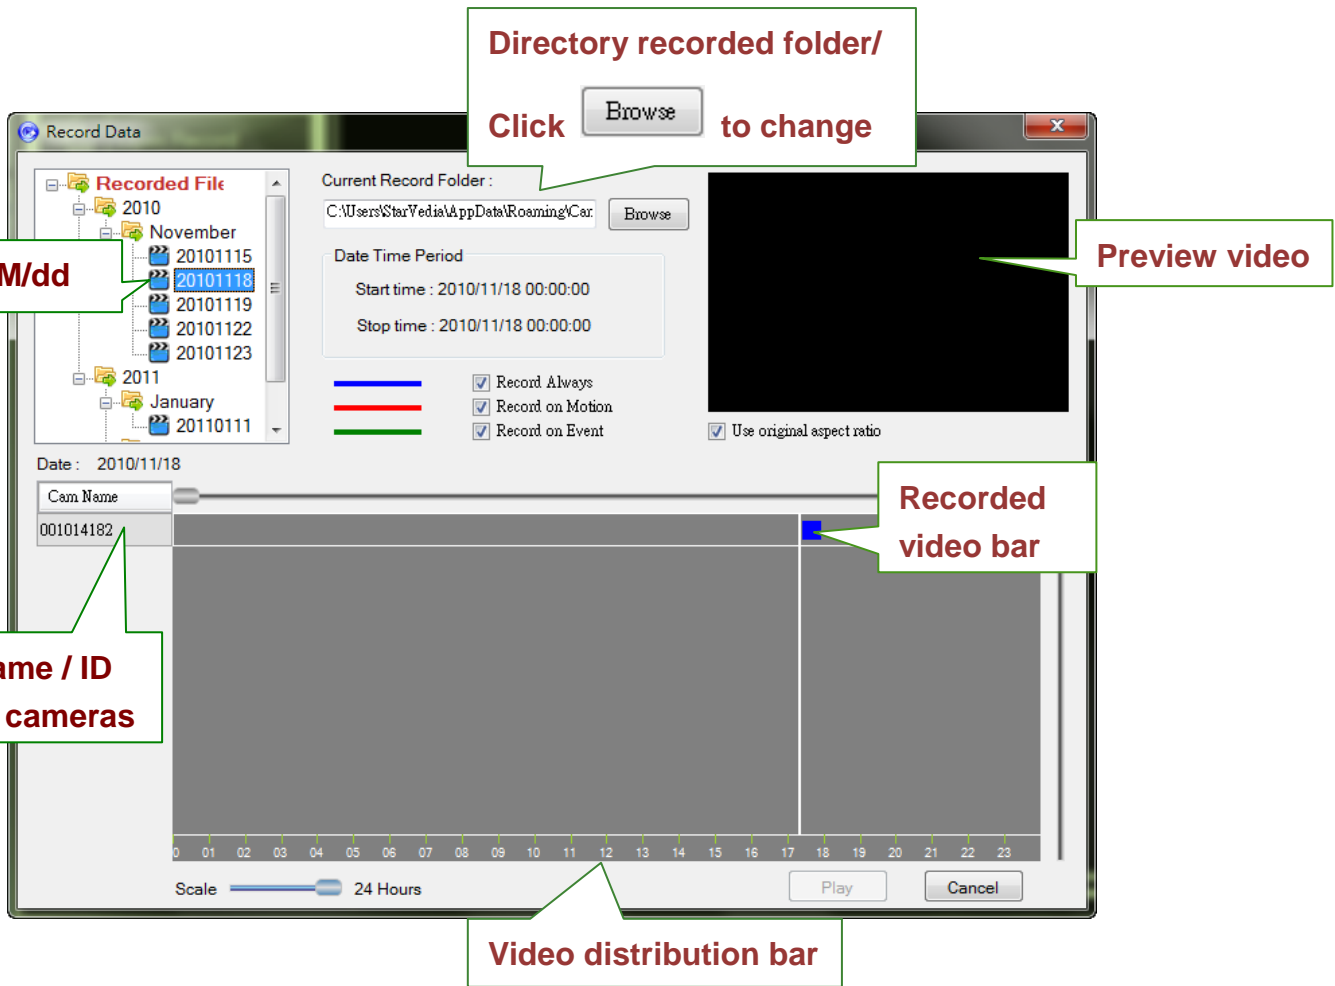 Directory recorded folder/
Click Browse to change
Record Data
x
Recorded File
2010
November
20101115
20101118
20101119
20101122
20101123
2011
January
20110111
M/dd
Current Record Folder :
C:\Users\StarVedia\AppData\Roaming\Car
Browse
Date Time Period
Start time : 2010/11/18 00:00:00
Stop time : 2010/11/18 00:00:00
Record Always
Record on Motion
Record on Event
Preview video
Use original aspect ratio
Date : 2010/11/18
Cam Name
001014182
Recorded
video bar
ame / ID
cameras
0 01 02 03 04 05 06 07 08 09 10 11 12 13 14 15 16 17 18 19 20 21 22 23
Scale 24 Hours
Play Cancel
Video distribution bar